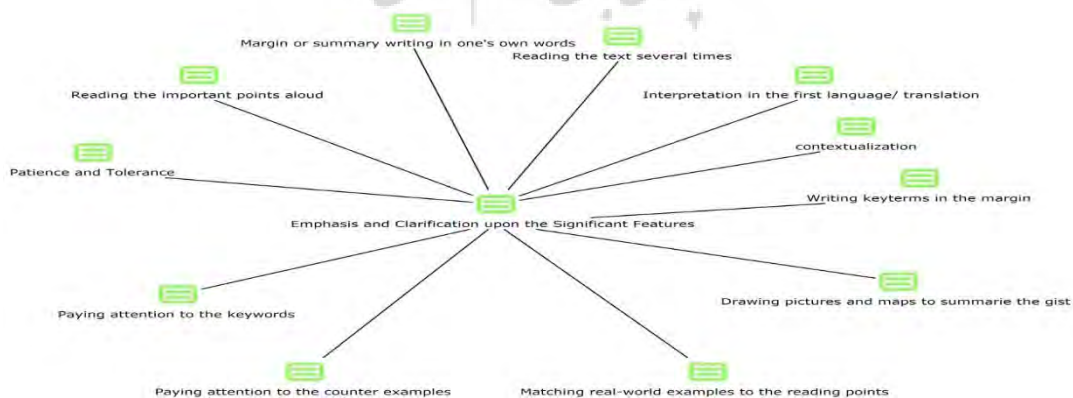 Margin or summary writing in one's own words
Reading the text several times
Reading the important points aloud
Interpretation in the first language/ translation
contextualization
Patience and Tolerance
Writing keyterms in the margin
Emphasis and Clarification upon the Significant Features
Drawing pictures and maps to summarie the gist
Paying attention to the keywords
Paying attention to the counter examples
Matching real-world examples to the reading points